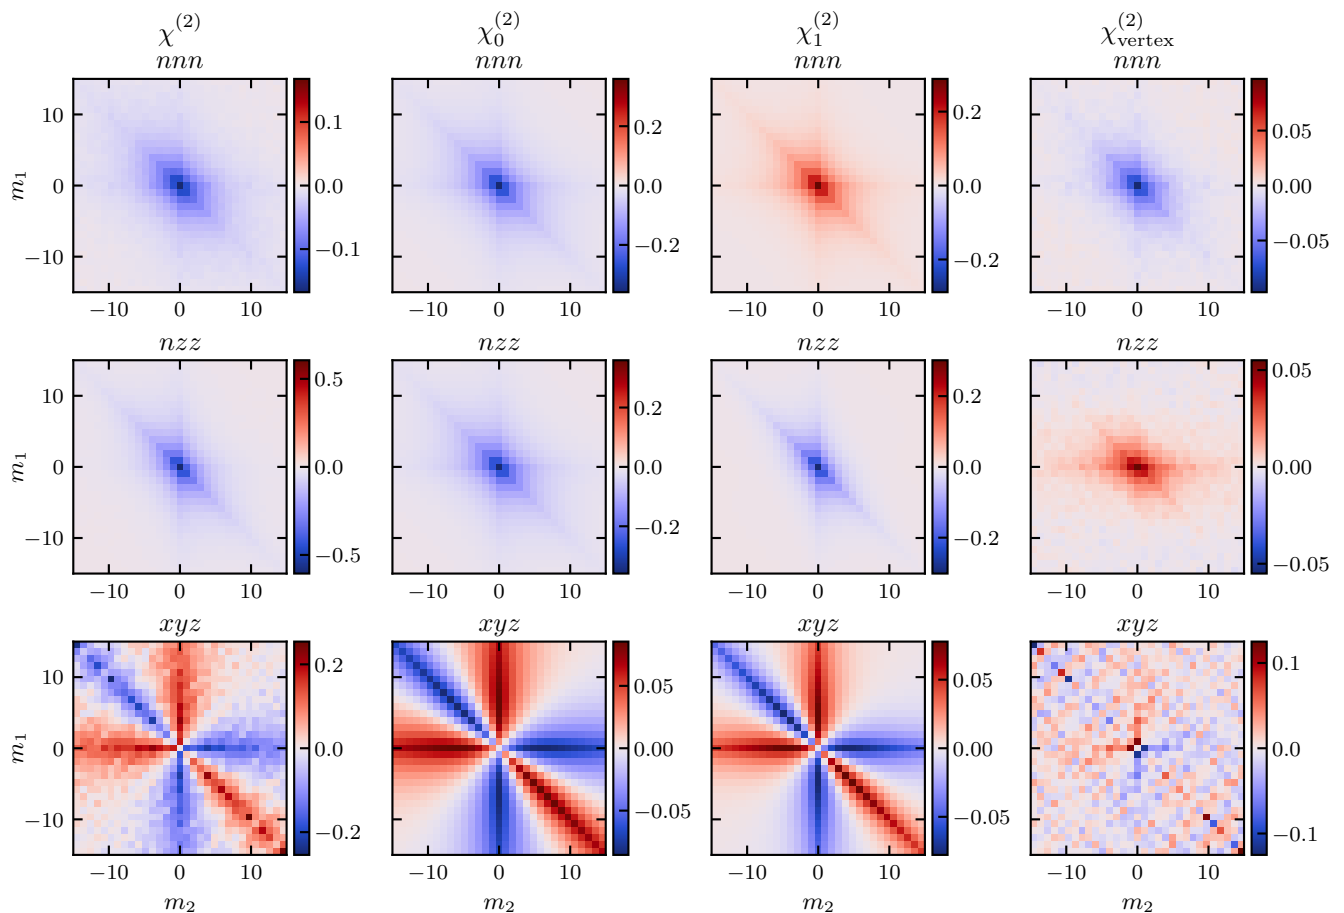 χ^(2) χ_0^(2) χ_1^(2) χ_vertex^(2)
nnn nnn nnn nnn
10 0 −10 m_1
−10 0 10 −10 0 10 −10 0 10 −10 0 10
0.1 0.0 −0.1
0.2 0.0 −0.2
0.2 0.0 −0.2
0.05 0.00 −0.05
nzz nzz nzz nzz
10 0 −10 m_1
−10 0 10 −10 0 10 −10 0 10 −10 0 10
0.5 0.0 −0.5
0.2 0.0 −0.2
0.2 0.0 −0.2
0.05 0.00 −0.05
xyz xyz xyz xyz
10 0 −10 m_1
−10 0 10 −10 0 10 −10 0 10 −10 0 10
0.2 0.0 −0.2
0.05 0.00 −0.05
0.05 0.00 −0.05
0.1 0.0 −0.1
m_2 m_2 m_2 m_2